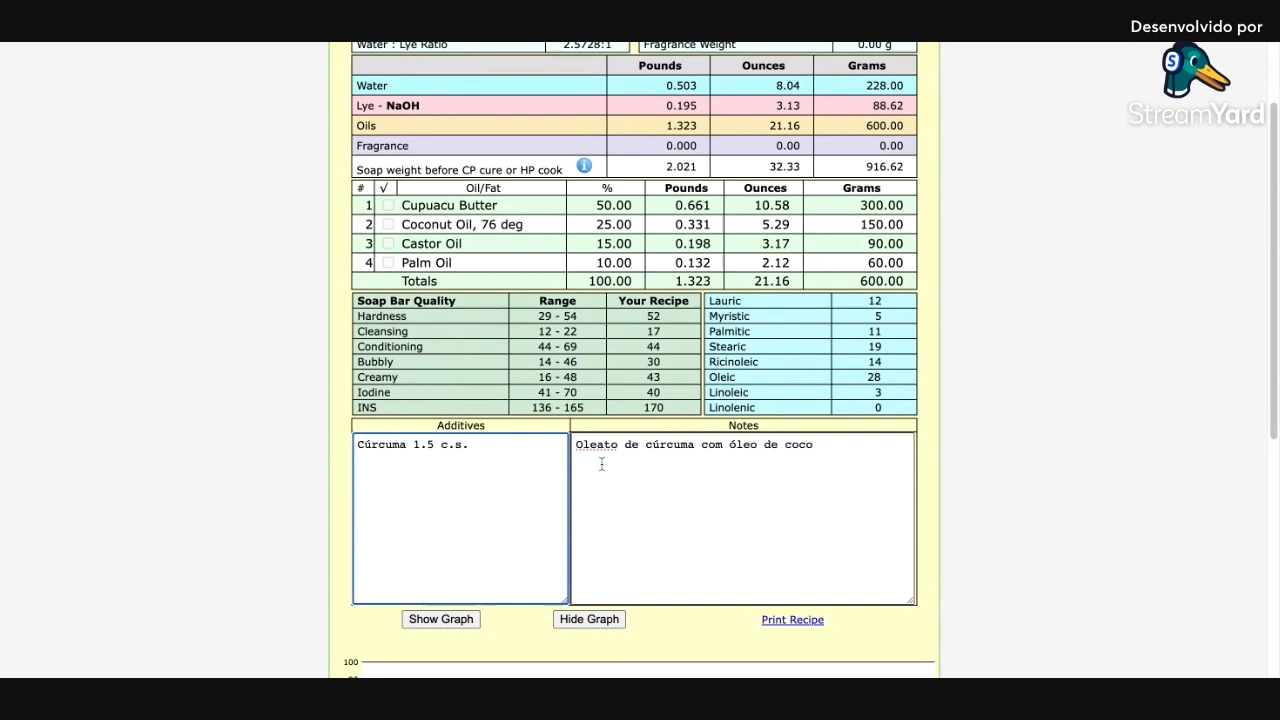 Desenvolvido por
StreamYard
Water : Lye Ratio 2.5728:1 Fragrance Weight 0.00 g
Pounds Ounces Grams
Water 0.503 8.04 228.00
Lye - NaOH 0.195 3.13 88.62
Oils 1.323 21.16 600.00
Fragrance 0.000 0.00 0.00
Soap weight before CP cure or HP cook 2.021 32.33 916.62
# √ Oil/Fat % Pounds Ounces Grams
1 Cupuacu Butter 50.00 0.661 10.58 300.00
2 Coconut Oil, 76 deg 25.00 0.331 5.29 150.00
3 Castor Oil 15.00 0.198 3.17 90.00
4 Palm Oil 10.00 0.132 2.12 60.00
Totals 100.00 1.323 21.16 600.00
Soap Bar Quality Range Your Recipe Lauric 12
Hardness 29 - 54 52 Myristic 5
Cleansing 12 - 22 17 Palmitic 11
Conditioning 44 - 69 44 Stearic 19
Bubbly 14 - 46 30 Ricinoleic 14
Creamy 16 - 48 43 Oleic 28
Iodine 41 - 70 40 Linoleic 3
INS 136 - 165 170 Linolenic 0
Additives Notes
Cúrcuma 1.5 c.s. Oleato de cúrcuma com óleo de coco
Show Graph Hide Graph Print Recipe
100